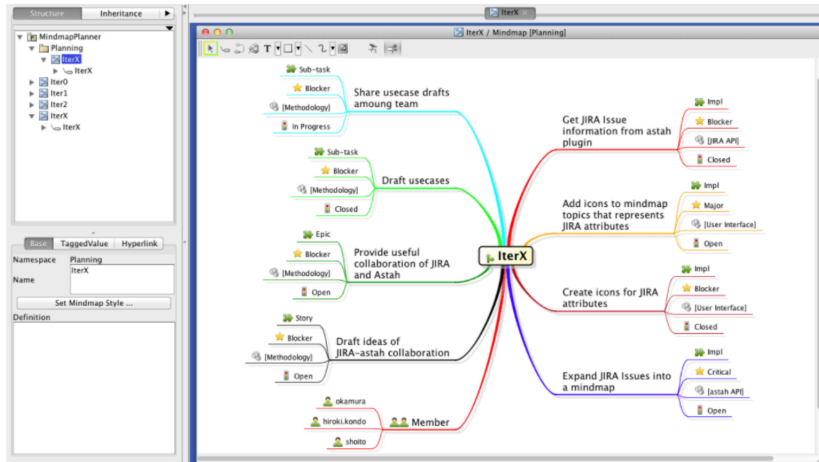 Structure
Inheritance
MindmapPlanner
Planning
IterX
IterX
Iter0
Iter1
Iter2
IterX
IterX
Base
TaggedValue
Hyperlink
Namespace
Planning
Name
IterX
Set Mindmap Style ...
Definition
IterX
IterX / Mindmap [Planning]
T
Sub-task
Blocker
[Methodology]
In Progress
Share usecase drafts
amoung team
Sub-task
Blocker
[Methodology]
Closed
Draft usecases
Epic
Blocker
[Methodology]
Open
Provide useful
collaboration of JIRA
and Astah
Story
Blocker
[Methodology]
Open
Draft ideas of
JIRA-astah collaboration
okamura
hiroki.kondo
shoito
Member
IterX
Get JIRA Issue
information from astah
plugin
Impl
Blocker
[JIRA API]
Closed
Add icons to mindmap
topics that represents
JIRA attributes
Impl
Major
[User Interface]
Open
Create icons for JIRA
attributes
Impl
Blocker
[User Interface]
Closed
Expand JIRA Issues into
a mindmap
Impl
Critical
[astah API]
Open